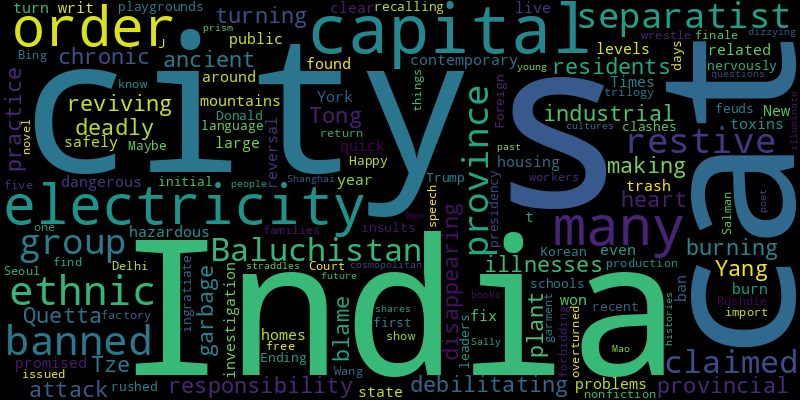 turn writ playgrounds clear recalling live separatist wrestle finale dizzying
order turning capital prism
Bing chronic ancient public found contemporary levels related days
city S cat residents nervously
practice reviving around mountains York things Foreign Times trilogy questions
know Donald Tong young industrial feuds New
deadly language return province cultures clashes toxins illuminate
novel safely Maybe large reversal quick past restive
Happy housing making
five dangerous initial year Shanghai Trump presidency workers trash
electricity people speech heart Salman poet
one hazardous families insults Wen t many
group Baluchistan disappearing Korean even burning
Seoul find Delhi straddles Court cosmopolitan illnesses production Yang
ethnic ingratiate garbage investigation future schools ban burn
India books plant won recent Rushdie import
Quetta factory shares first fix garment forbidding overturned histories
banned homes free blame show leaders Sally Mao
Tze Ending Wang claimed
promised issued rushed responsibility debilitating problems provincial
attack state nonfiction